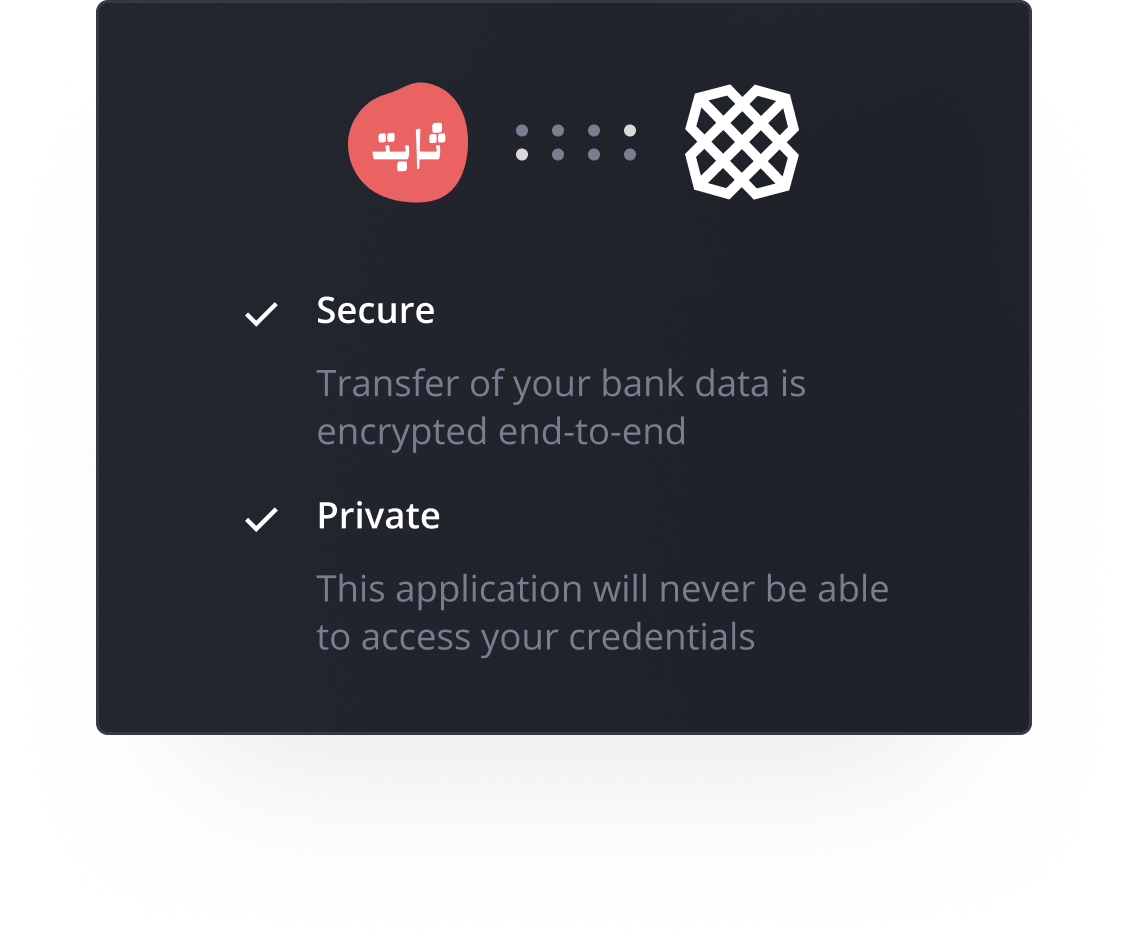 ثابت
Secure
Transfer of your bank data is
encrypted end-to-end
Private
This application will never be able
to access your credentials